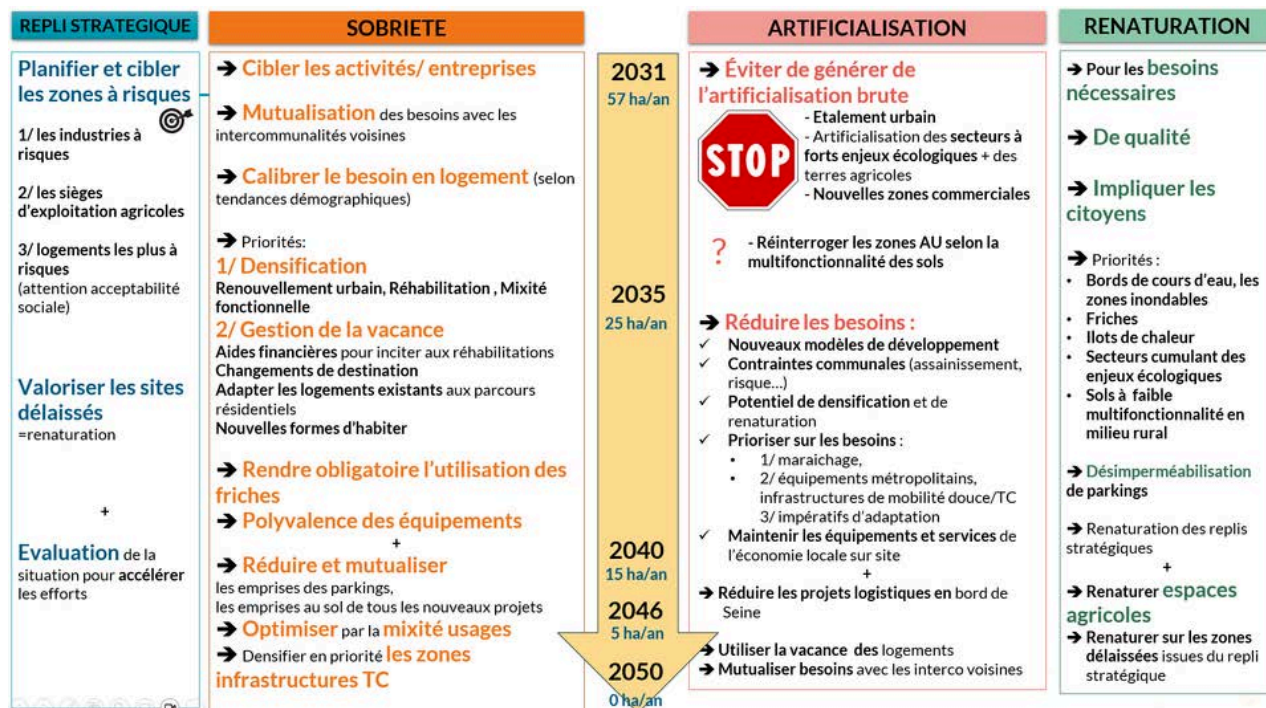 REPLI STRATEGIQUE
Planifier et cibler
les zones à risques
1/ les industries à
risques
2/ les sièges
d'exploitation agricoles
3/ logements les plus à
risques
(attention acceptabilité
sociale)
Valoriser les sites
délaissés
=renaturation
+
Evaluation de la
situation pour accélérer
les efforts
SOBRIETE
➔ Cibler les activités/ entreprises
➔ Mutualisation des besoins avec les
intercommunalités voisines
➔ Calibrer le besoin en logement (selon
tendances démographiques)
➔ Priorités:
1/ Densification
Renouvellement urbain, Réhabilitation , Mixité
fonctionnelle
2/ Gestion de la vacance
Aides financières pour inciter aux réhabilitations
Changements de destination
Adapter les logements existants aux parcours
résidentiels
Nouvelles formes d'habiter
➔ Rendre obligatoire l'utilisation des
friches
➔ Polyvalence des équipements
+
➔ Réduire et mutualiser
les emprises des parkings,
les emprises au sol de tous les nouveaux projets
➔ Optimiser par la mixité usages
➔ Densifier en priorité les zones
infrastructures TC
2031
57 ha/an
2035
25 ha/an
2040
15 ha/an
2046
5 ha/an
2050
0 ha/an
ARTIFICIALISATION
➔ Éviter de générer de
l'artificialisation brute
STOP
- Etalement urbain
- Artificialisation des secteurs à
forts enjeux écologiques + des
terres agricoles
- Nouvelles zones commerciales
?
- Réinterroger les zones AU selon la
multifonctionnalité des sols
➔ Réduire les besoins :
✓ Nouveaux modèles de développement
✓ Contraintes communales (assainissement,
risque...)
✓ Potentiel de densification et de
renaturation
✓ Prioriser sur les besoins :
• 1/ maraichage,
• 2/ équipements métropolitains,
infrastructures de mobilité douce/TC
3/ impératifs d'adaptation
✓ Maintenir les équipements et services de
l'économie locale sur site
+
➔ Réduire les projets logistiques en bord de
Seine
➔ Utiliser la vacance des logements
➔ Mutualiser besoins avec les interco voisines
RENATURATION
➔ Pour les besoins
nécessaires
➔ De qualité
➔ Impliquer les
citoyens
➔ Priorités :
• Bords de cours d'eau, les
zones inondables
• Friches
• Ilots de chaleur
• Secteurs cumulant des
enjeux écologiques
• Sols à faible
multifonctionnalité en
milieu rural
➔ Désimperméabilisation
de parkings
➔ Renaturation des replis
stratégiques
+
➔ Renaturer espaces
agricoles
➔ Renaturer sur les zones
délaissées issues du repli
stratégique